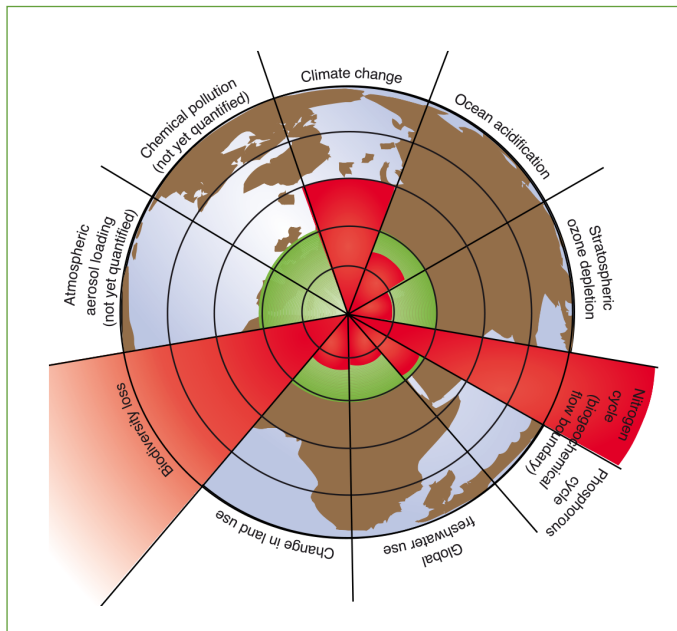 Climate change
Ocean acidification
Stratospheric
ozone depletion
Nitrogen
cycle
(biogeochemical
flow boundary)
Phosphorous
cycle
Global
freshwater use
Change in land use
Biodiversity loss
Atmospheric
aerosol loading
(not yet quantified)
Chemical pollution
(not yet quantified)